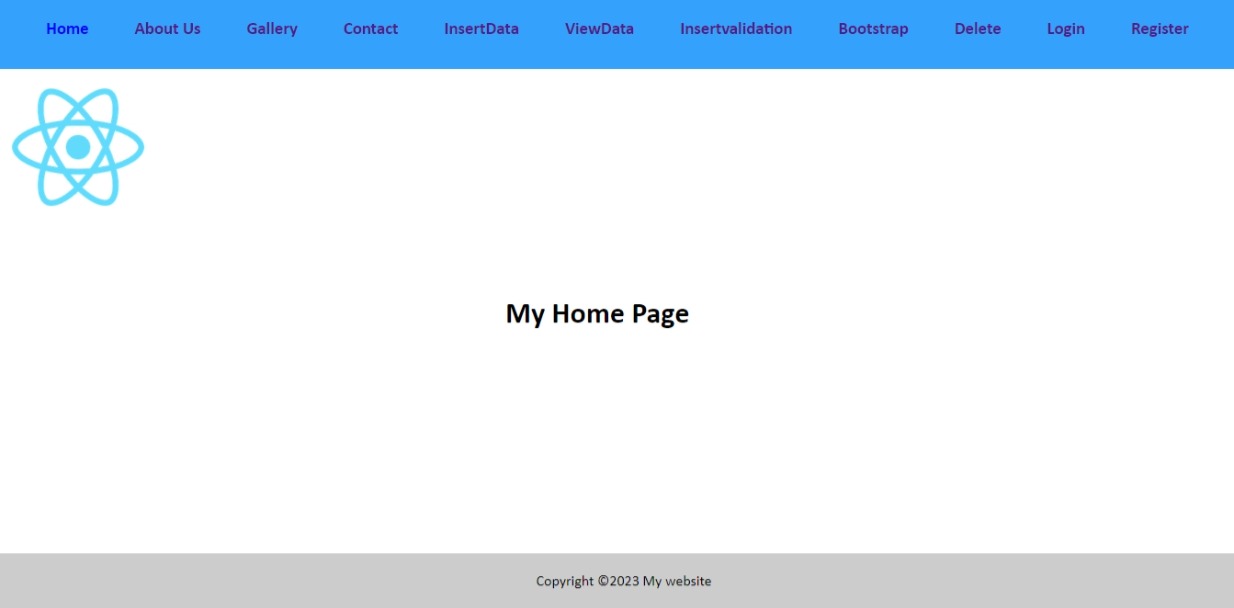 Home About Us Gallery Contact InsertData ViewData Insertvalidation Bootstrap Delete Login Register
My Home Page
Copyright ©2023 My website